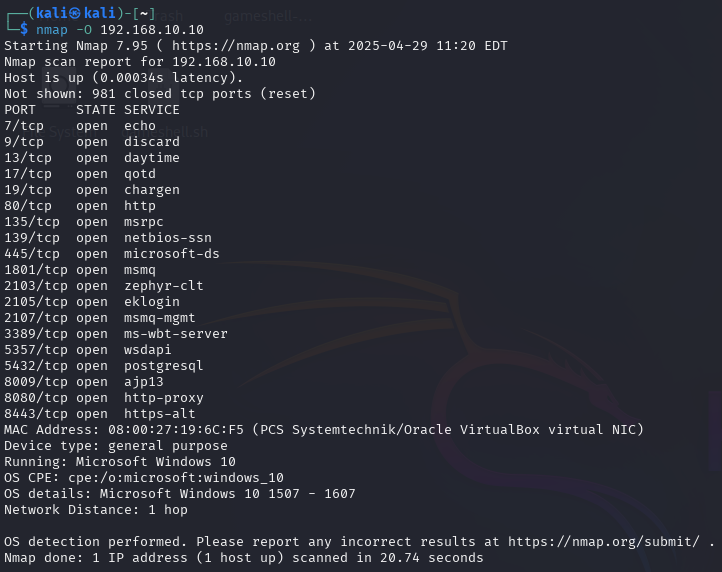 ┌──(kali㉿kali)-[~]
└─$ nmap -O 192.168.10.10
Starting Nmap 7.95 ( https://nmap.org ) at 2025-04-29 11:20 EDT
Nmap scan report for 192.168.10.10
Host is up (0.00034s latency).
Not shown: 981 closed tcp ports (reset)
PORT     STATE SERVICE
7/tcp    open  echo
9/tcp    open  discard
13/tcp   open  daytime
17/tcp   open  qotd
19/tcp   open  chargen
80/tcp   open  http
135/tcp  open  msrpc
139/tcp  open  netbios-ssn
445/tcp  open  microsoft-ds
1801/tcp open  msmq
2103/tcp open  zephyr-clt
2105/tcp open  eklogin
2107/tcp open  msmq-mgmt
3389/tcp open  ms-wbt-server
5357/tcp open  wsdapi
5432/tcp open  postgresql
8009/tcp open  ajp13
8080/tcp open  http-proxy
8443/tcp open  https-alt
MAC Address: 08:00:27:19:6C:F5 (PCS Systemtechnik/Oracle VirtualBox virtual NIC)
Device type: general purpose
Running: Microsoft Windows 10
OS CPE: cpe:/o:microsoft:windows_10
OS details: Microsoft Windows 10 1507 - 1607
Network Distance: 1 hop

OS detection performed. Please report any incorrect results at https://nmap.org/submit/ .
Nmap done: 1 IP address (1 host up) scanned in 20.74 seconds